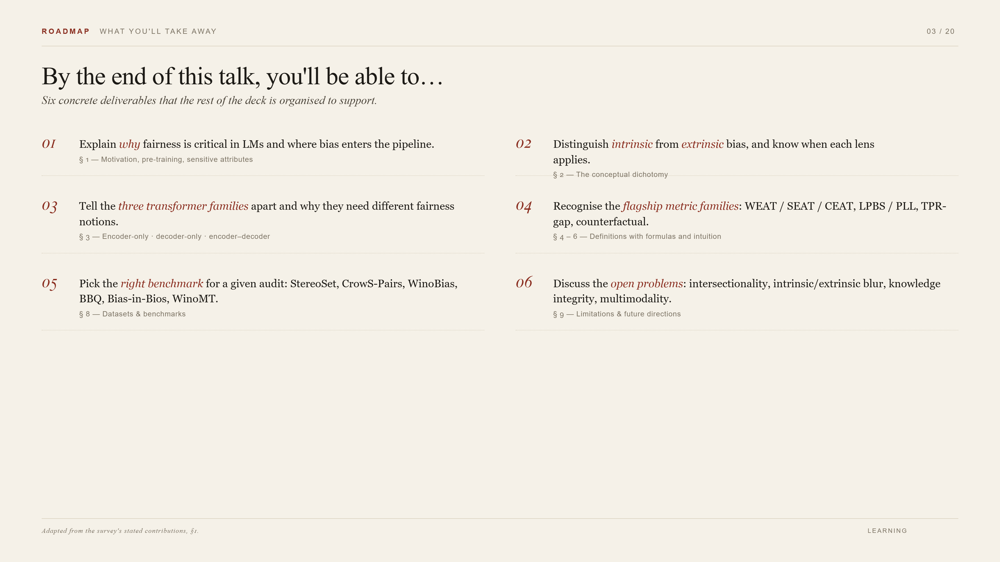 ROADMAP WHAT YOU'LL TAKE AWAY
03 / 20
By the end of this talk, you'll be able to…
Six concrete deliverables that the rest of the deck is organised to support.
01
Explain why fairness is critical in LMs and where bias enters the pipeline.
§ 1 — Motivation, pre-training, sensitive attributes
02
Distinguish intrinsic from extrinsic bias, and know when each lens
applies.
§ 2 — The conceptual dichotomy
03
Tell the three transformer families apart and why they need different fairness
notions.
§ 3 — Encoder-only · decoder-only · encoder–decoder
04
Recognise the flagship metric families: WEAT / SEAT / CEAT, LPBS / PLL, TPR-
gap, counterfactual.
§ 4 – 6 — Definitions with formulas and intuition
05
Pick the right benchmark for a given audit: StereoSet, CrowS-Pairs, WinoBias,
BBQ, Bias-in-Bios, WinoMT.
§ 8 — Datasets & benchmarks
06
Discuss the open problems: intersectionality, intrinsic/extrinsic blur, knowledge
integrity, multimodality.
§ 9 — Limitations & future directions
Adapted from the survey's stated contributions, §1.
LEARNING